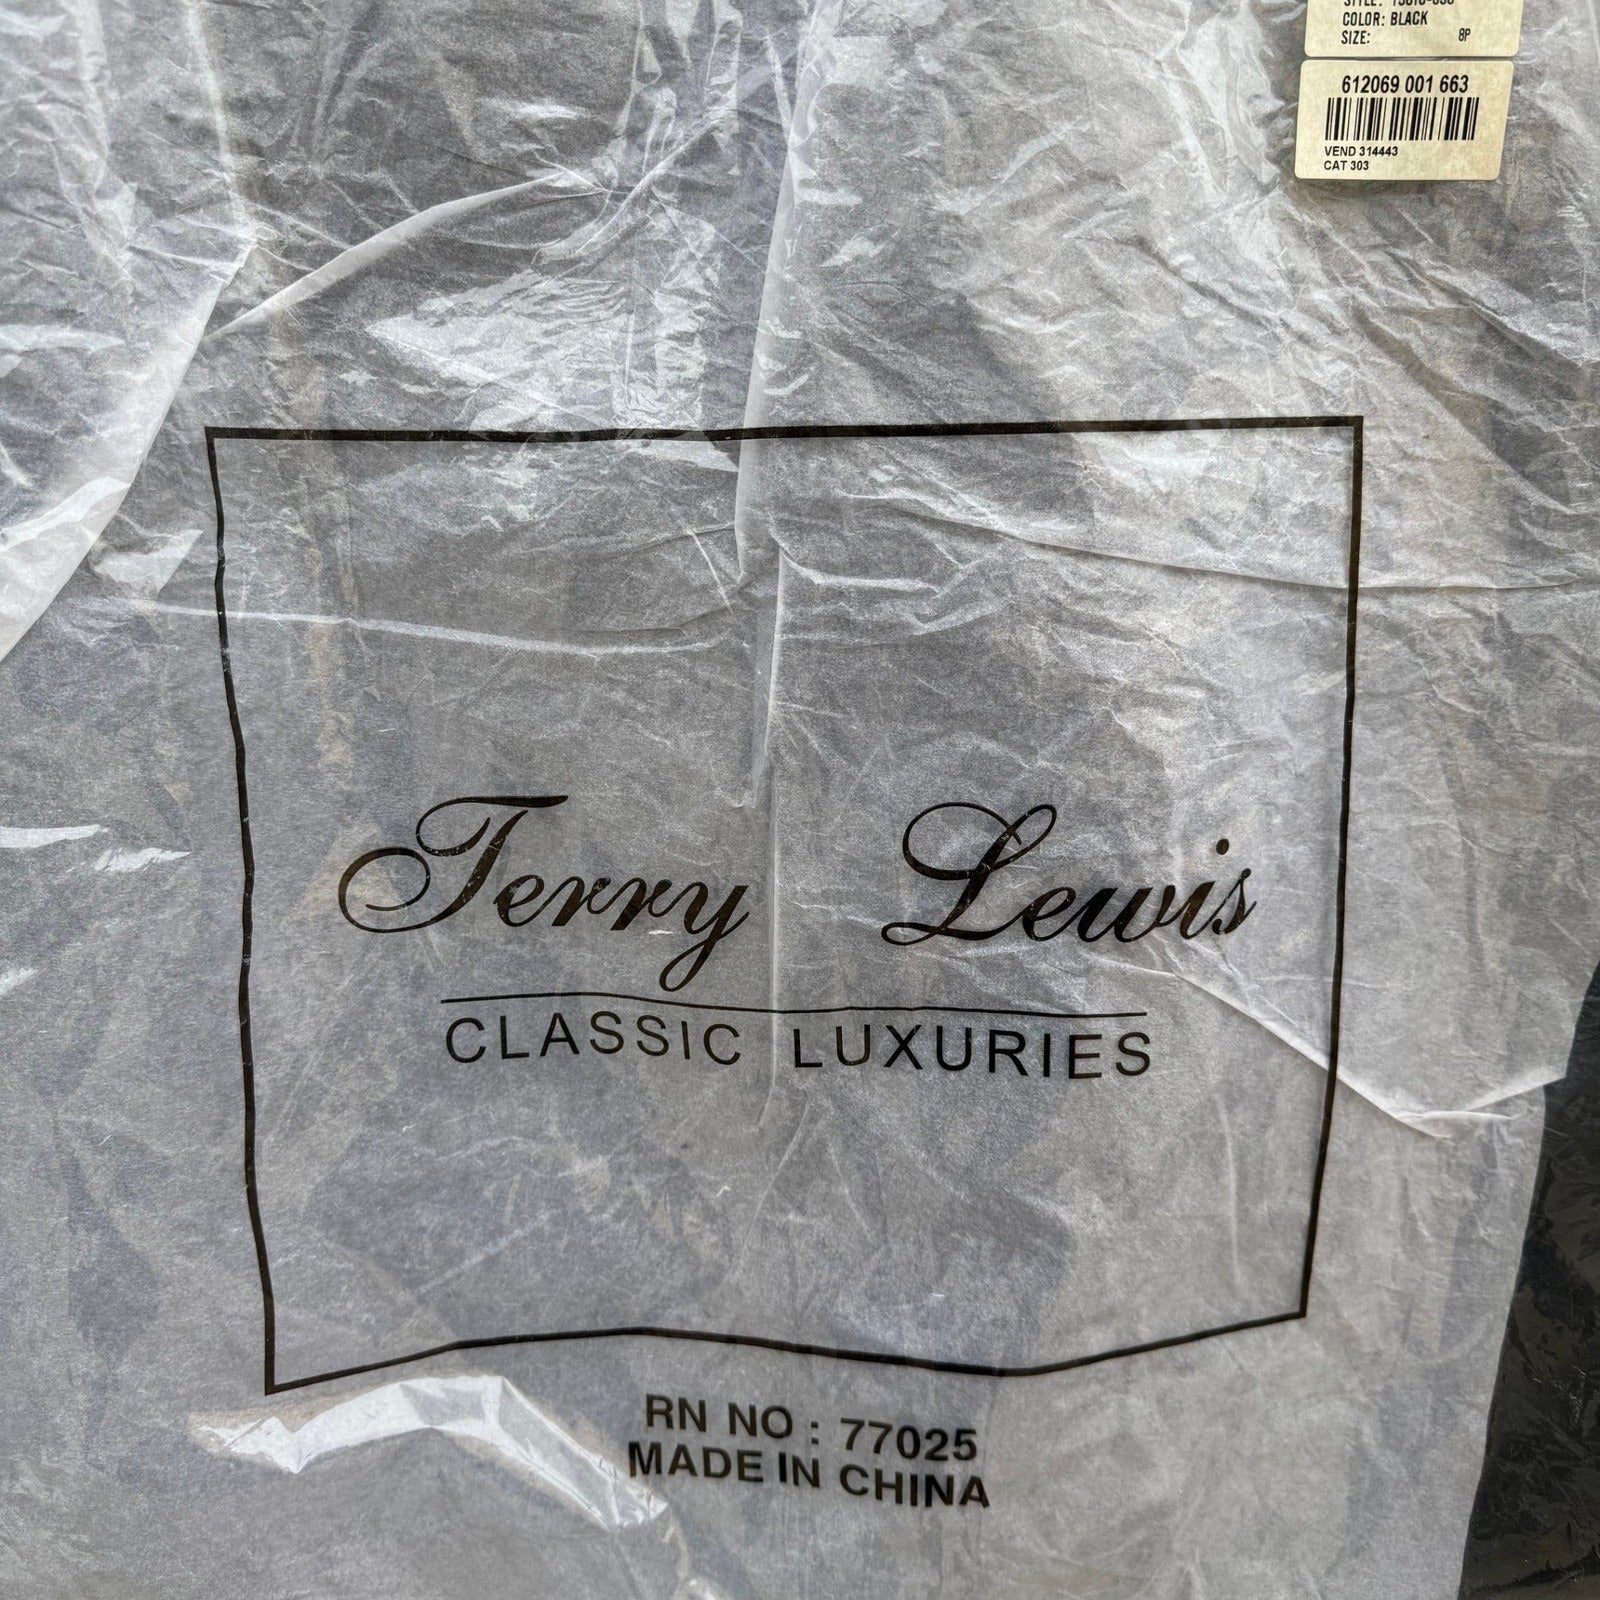 COLOR: BLACK
SIZE: 8P
612069 001 663
VEND 314443
CAT 303
Terry Lewis
CLASSIC LUXURIES
RN NO : 77025
MADE IN CHINA